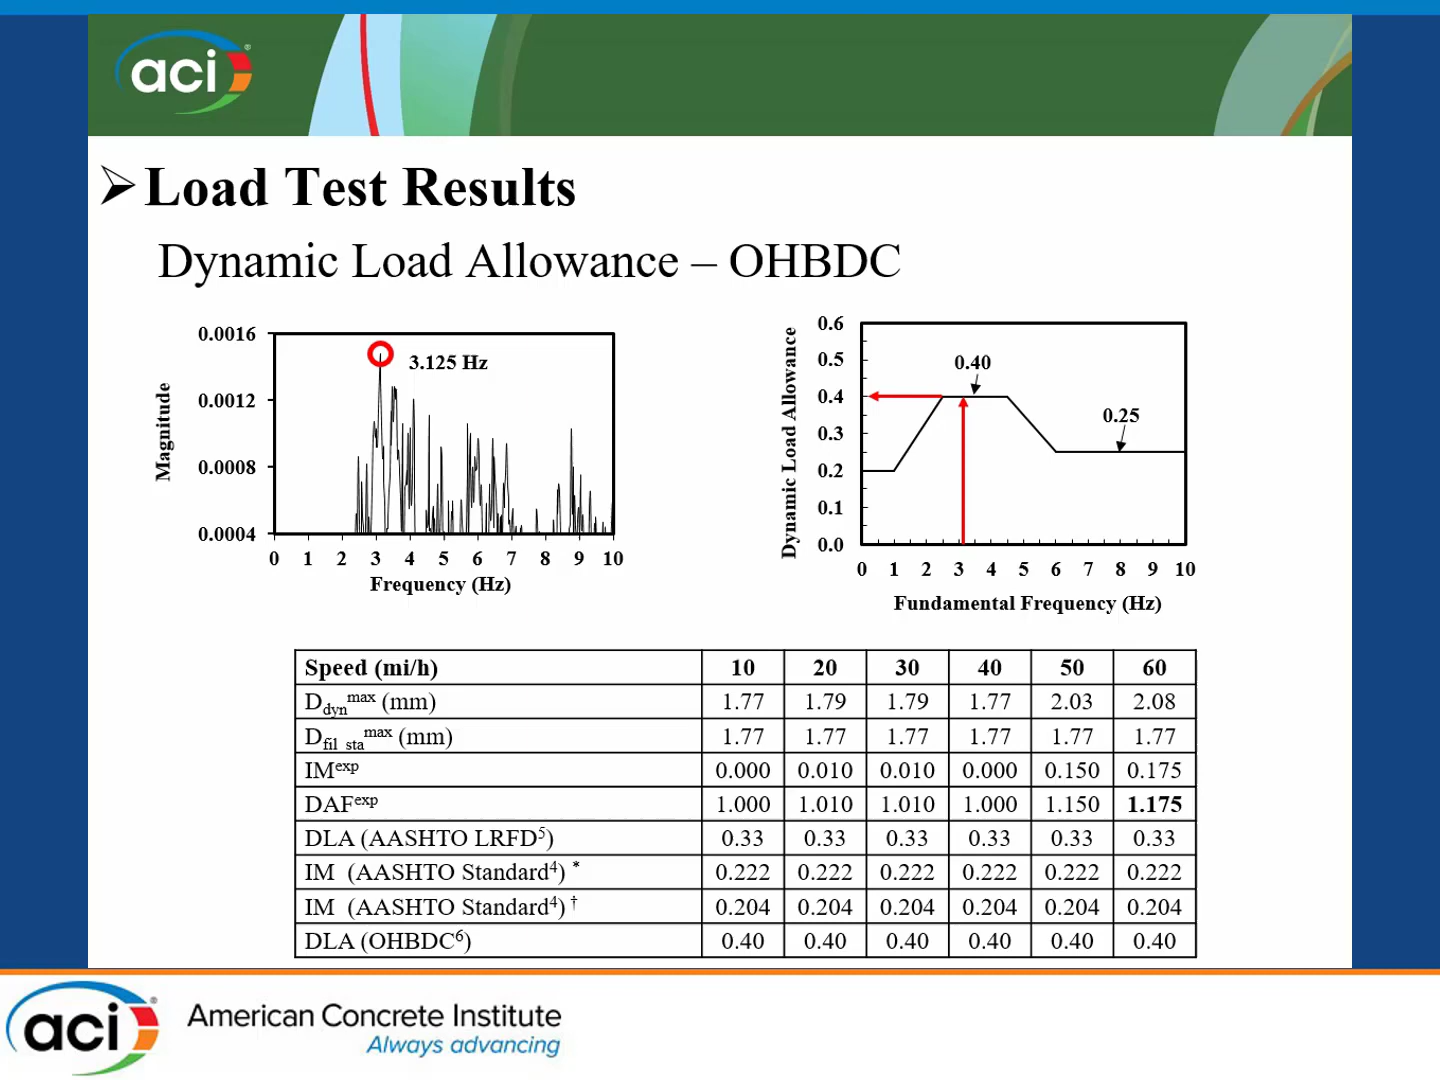 aci®
➢ Load Test Results
Dynamic Load Allowance – OHBDC
0.0016
0.0012
0.0008
0.0004
Magnitude
3.125 Hz
0 1 2 3 4 5 6 7 8 9 10
Frequency (Hz)
0.6
0.5
0.4
0.3
0.2
0.1
0.0
Dynamic Load Allowance
0.40
0.25
0 1 2 3 4 5 6 7 8 9 10
Fundamental Frequency (Hz)
Speed (mi/h) 10 20 30 40 50 60
D_dyn^max (mm) 1.77 1.79 1.79 1.77 2.03 2.08
D_fil_sta^max (mm) 1.77 1.77 1.77 1.77 1.77 1.77
IM^exp 0.000 0.010 0.010 0.000 0.150 0.175
DAF^exp 1.000 1.010 1.010 1.000 1.150 1.175
DLA (AASHTO LRFD⁵) 0.33 0.33 0.33 0.33 0.33 0.33
IM (AASHTO Standard⁴) * 0.222 0.222 0.222 0.222 0.222 0.222
IM (AASHTO Standard⁴) † 0.204 0.204 0.204 0.204 0.204 0.204
DLA (OHBDC⁶) 0.40 0.40 0.40 0.40 0.40 0.40
aci®
American Concrete Institute
Always advancing